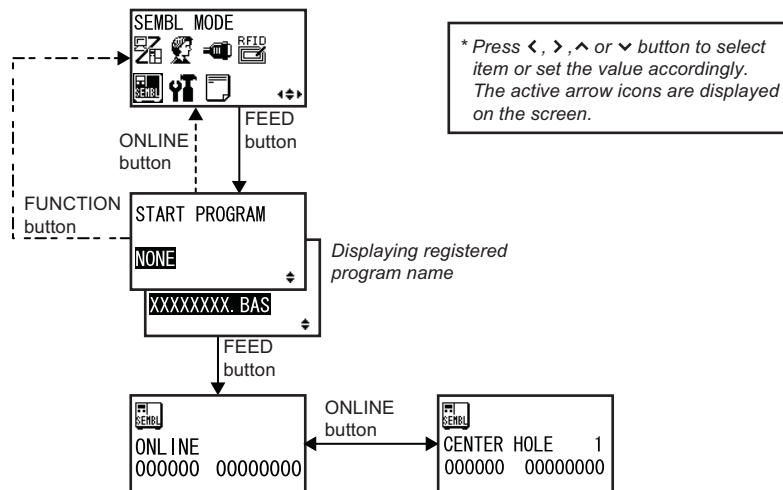 SEMBL MODE
RFID
SEMBL
* Press <, >, ^ or ⌄ button to select
item or set the value accordingly.
The active arrow icons are displayed
on the screen.
ONLINE
button
FEED
button
FUNCTION
button
START PROGRAM
NONE
XXXXXXXX.BAS
Displaying registered
program name
FEED
button
SEMBL
ONLINE
000000 00000000
ONLINE
button
SEMBL
CENTER HOLE 1
000000 00000000